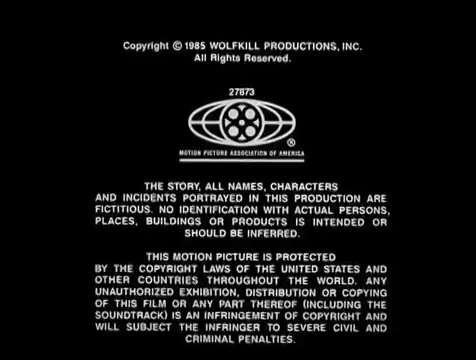 Copyright © 1985 WOLFKILL PRODUCTIONS, INC.
All Rights Reserved.
27873
®
MOTION PICTURE ASSOCIATION OF AMERICA
THE STORY, ALL NAMES, CHARACTERS
AND INCIDENTS PORTRAYED IN THIS PRODUCTION ARE
FICTITIOUS. NO IDENTIFICATION WITH ACTUAL PERSONS,
PLACES, BUILDINGS OR PRODUCTS IS INTENDED OR
SHOULD BE INFERRED.
THIS MOTION PICTURE IS PROTECTED
BY THE COPYRIGHT LAWS OF THE UNITED STATES AND
OTHER COUNTRIES THROUGHOUT THE WORLD. ANY
UNAUTHORIZED EXHIBITION, DISTRIBUTION OR COPYING
OF THIS FILM OR ANY PART THEREOF (INCLUDING THE
SOUNDTRACK) IS AN INFRINGEMENT OF COPYRIGHT AND
WILL SUBJECT THE INFRINGER TO SEVERE CIVIL AND
CRIMINAL PENALTIES.